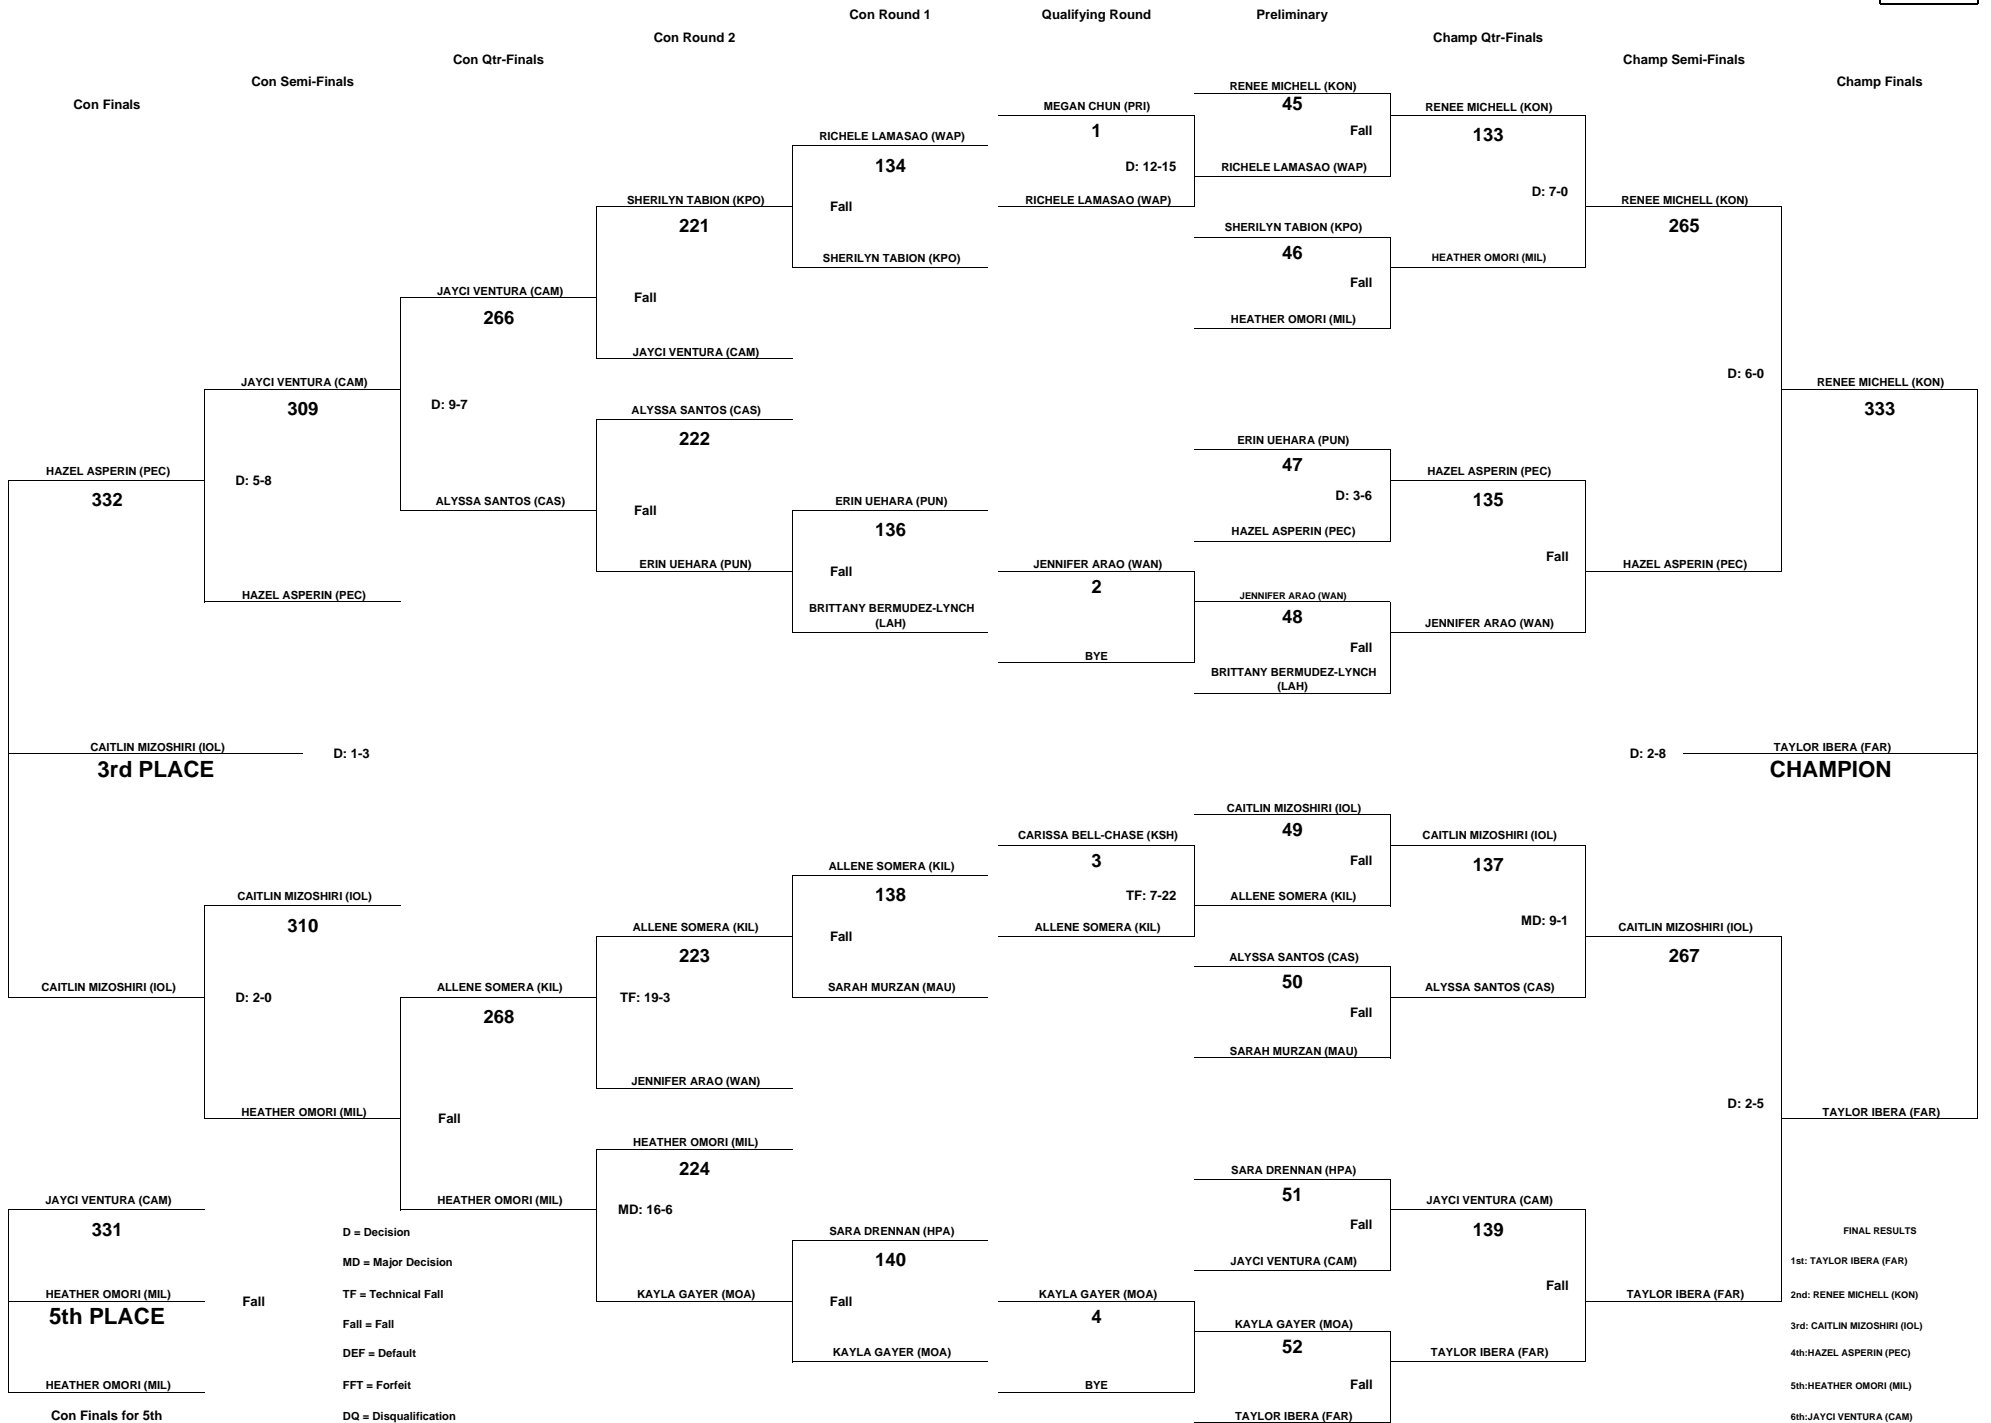 Con Round 1
Qualifying Round
Preliminary
Con Round 2
Champ Qtr-Finals
Con Qtr-Finals
Champ Semi-Finals
Con Semi-Finals
Champ Finals
Con Finals
RENEE MICHELL (KON)
45
Fall
RICHELE LAMASAO (WAP)
MEGAN CHUN (PRI)
1
D: 12-15
RICHELE LAMASAO (WAP)
RENEE MICHELL (KON)
133
D: 7-0
HEATHER OMORI (MIL)
RICHELE LAMASAO (WAP)
134
Fall
SHERILYN TABION (KPO)
SHERILYN TABION (KPO)
46
Fall
HEATHER OMORI (MIL)
SHERILYN TABION (KPO)
221
Fall
JAYCI VENTURA (CAM)
RENEE MICHELL (KON)
265
D: 6-0
HAZEL ASPERIN (PEC)
JAYCI VENTURA (CAM)
266
D: 9-7
ALYSSA SANTOS (CAS)
JAYCI VENTURA (CAM)
309
D: 5-8
HAZEL ASPERIN (PEC)
ALYSSA SANTOS (CAS)
222
Fall
ERIN UEHARA (PUN)
RENEE MICHELL (KON)
333
ERIN UEHARA (PUN)
47
D: 3-6
HAZEL ASPERIN (PEC)
HAZEL ASPERIN (PEC)
135
Fall
JENNIFER ARAO (WAN)
HAZEL ASPERIN (PEC)
332
ERIN UEHARA (PUN)
136
Fall
BRITTANY BERMUDEZ-LYNCH
(LAH)
JENNIFER ARAO (WAN)
2
BYE
JENNIFER ARAO (WAN)
48
Fall
BRITTANY BERMUDEZ-LYNCH
(LAH)
CAITLIN MIZOSHIRI (IOL)
3rd PLACE
D: 1-3
D: 2-8
TAYLOR IBERA (FAR)
CHAMPION
CAITLIN MIZOSHIRI (IOL)
49
Fall
ALLENE SOMERA (KIL)
CARISSA BELL-CHASE (KSH)
3
TF: 7-22
ALLENE SOMERA (KIL)
CAITLIN MIZOSHIRI (IOL)
137
MD: 9-1
ALYSSA SANTOS (CAS)
ALLENE SOMERA (KIL)
138
Fall
SARAH MURZAN (MAU)
CAITLIN MIZOSHIRI (IOL)
310
D: 2-0
HEATHER OMORI (MIL)
ALLENE SOMERA (KIL)
223
TF: 19-3
JENNIFER ARAO (WAN)
CAITLIN MIZOSHIRI (IOL)
267
D: 2-5
TAYLOR IBERA (FAR)
ALYSSA SANTOS (CAS)
50
Fall
SARAH MURZAN (MAU)
CAITLIN MIZOSHIRI (IOL)
ALLENE SOMERA (KIL)
268
Fall
HEATHER OMORI (MIL)
TAYLOR IBERA (FAR)
HEATHER OMORI (MIL)
224
MD: 16-6
KAYLA GAYER (MOA)
SARA DRENNAN (HPA)
51
Fall
JAYCI VENTURA (CAM)
JAYCI VENTURA (CAM)
139
Fall
TAYLOR IBERA (FAR)
JAYCI VENTURA (CAM)
331
HEATHER OMORI (MIL)
5th PLACE
Fall
HEATHER OMORI (MIL)
Con Finals for 5th
SARA DRENNAN (HPA)
140
Fall
KAYLA GAYER (MOA)
KAYLA GAYER (MOA)
4
BYE
KAYLA GAYER (MOA)
52
Fall
TAYLOR IBERA (FAR)
D = Decision
MD = Major Decision
TF = Technical Fall
Fall = Fall
DEF = Default
FFT = Forfeit
DQ = Disqualification
FINAL RESULTS
1st: TAYLOR IBERA (FAR)
2nd: RENEE MICHELL (KON)
3rd: CAITLIN MIZOSHIRI (IOL)
4th:HAZEL ASPERIN (PEC)
5th:HEATHER OMORI (MIL)
6th:JAYCI VENTURA (CAM)